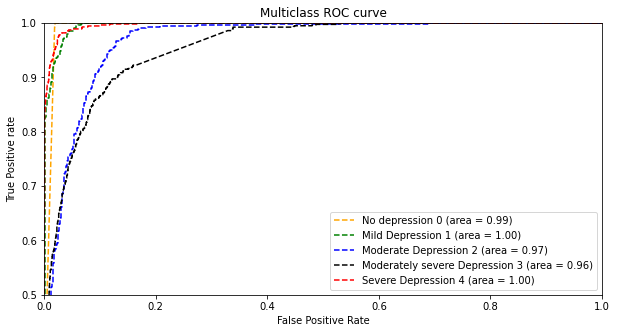 Multiclass ROC curve
True Positive rate
1.0
0.9
0.8
0.7
0.6
0.5
No depression 0 (area = 0.99)
Mild Depression 1 (area = 1.00)
Moderate Depression 2 (area = 0.97)
Moderately severe Depression 3 (area = 0.96)
Severe Depression 4 (area = 1.00)
0.0 0.2 0.4 0.6 0.8 1.0
False Positive Rate